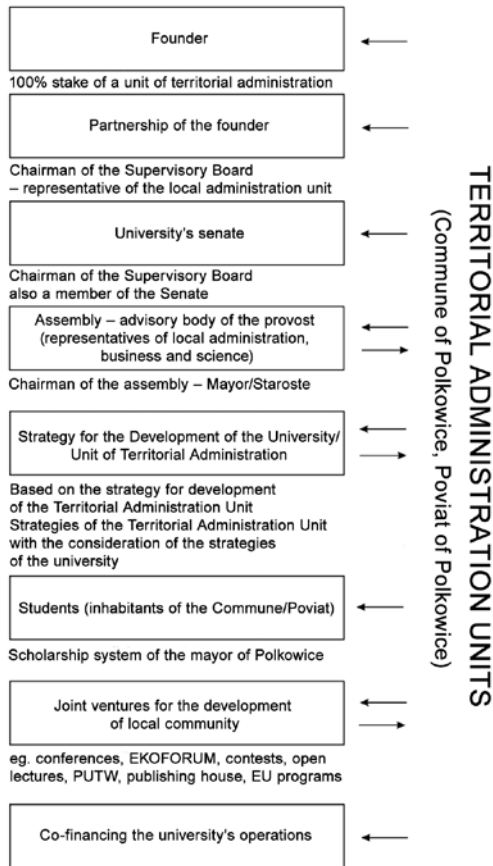 Founder
100% stake of a unit of territorial administration
Partnership of the founder
Chairman of the Supervisory Board
– representative of the local administration unit
University's senate
Chairman of the Supervisory Board
also a member of the Senate
Assembly – advisory body of the provost
(representatives of local administration,
business and science)
Chairman of the assembly – Mayor/Staroste
Strategy for the Development of the University/
Unit of Territorial Administration
Based on the strategy for development
of the Territorial Administration Unit
Strategies of the Territorial Administration Unit
with the consideration of the strategies
of the university
Students (inhabitants of the Commune/Poviat)
Scholarship system of the mayor of Polkowice
Joint ventures for the development
of local community
eg. conferences, EKOFORUM, contests, open
lectures, PUTW, publishing house, EU programs
Co-financing the university's operations
TERRITORIAL ADMINISTRATION UNITS
(Commune of Polkowice, Poviat of Polkowice)